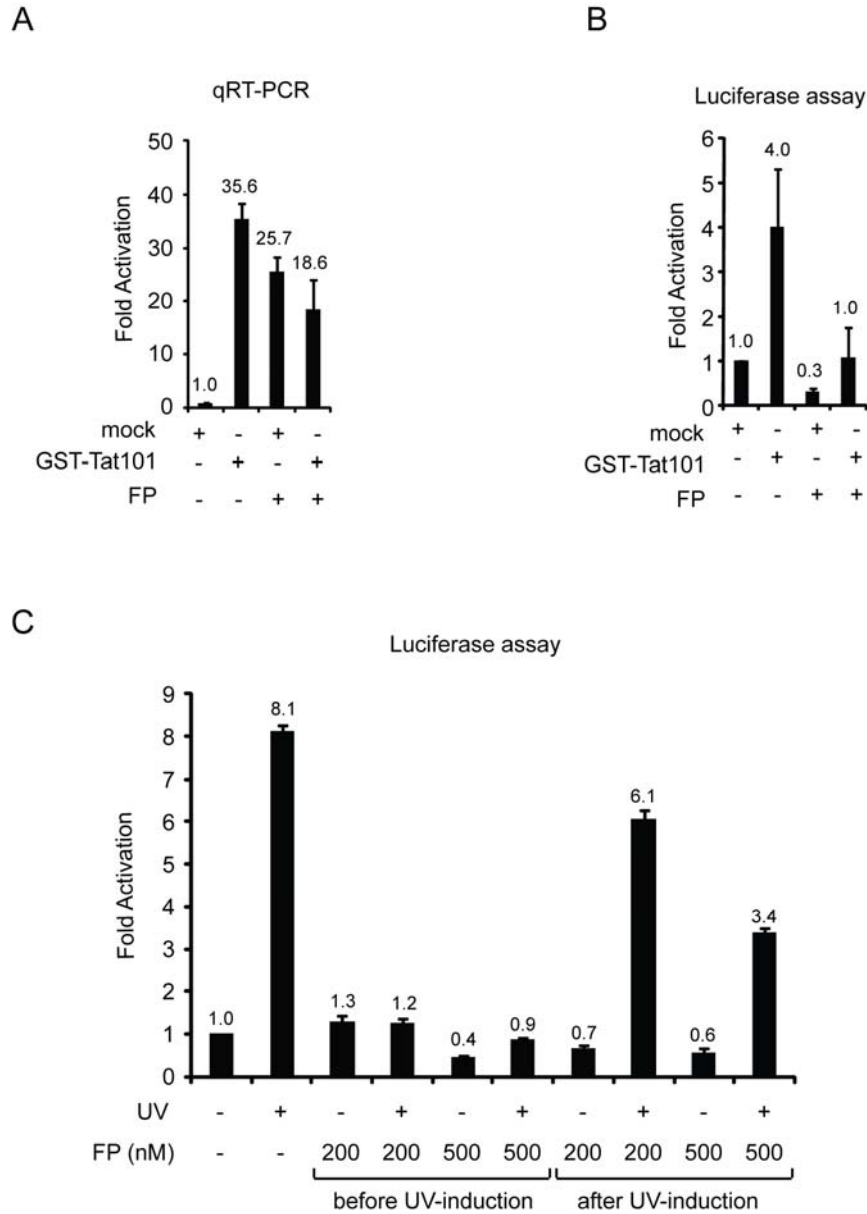 A
qRT-PCR
Fold Activation
50
40
30
20
10
0
1.0
35.6
25.7
18.6
mock + - + -
GST-Tat101 - + - +
FP - - + +
B
Luciferase assay
Fold Activation
6
5
4
3
2
1
0
1.0
4.0
0.3
1.0
mock + - + -
GST-Tat101 - + - +
FP - - + +
C
Luciferase assay
Fold Activation
9
8
7
6
5
4
3
2
1
0
1.0
8.1
1.3
1.2
0.4
0.9
0.7
6.1
0.6
3.4
UV - + - + - + - + - +
FP (nM) - - 200 200 500 500 200 200 500 500
before UV-induction after UV-induction